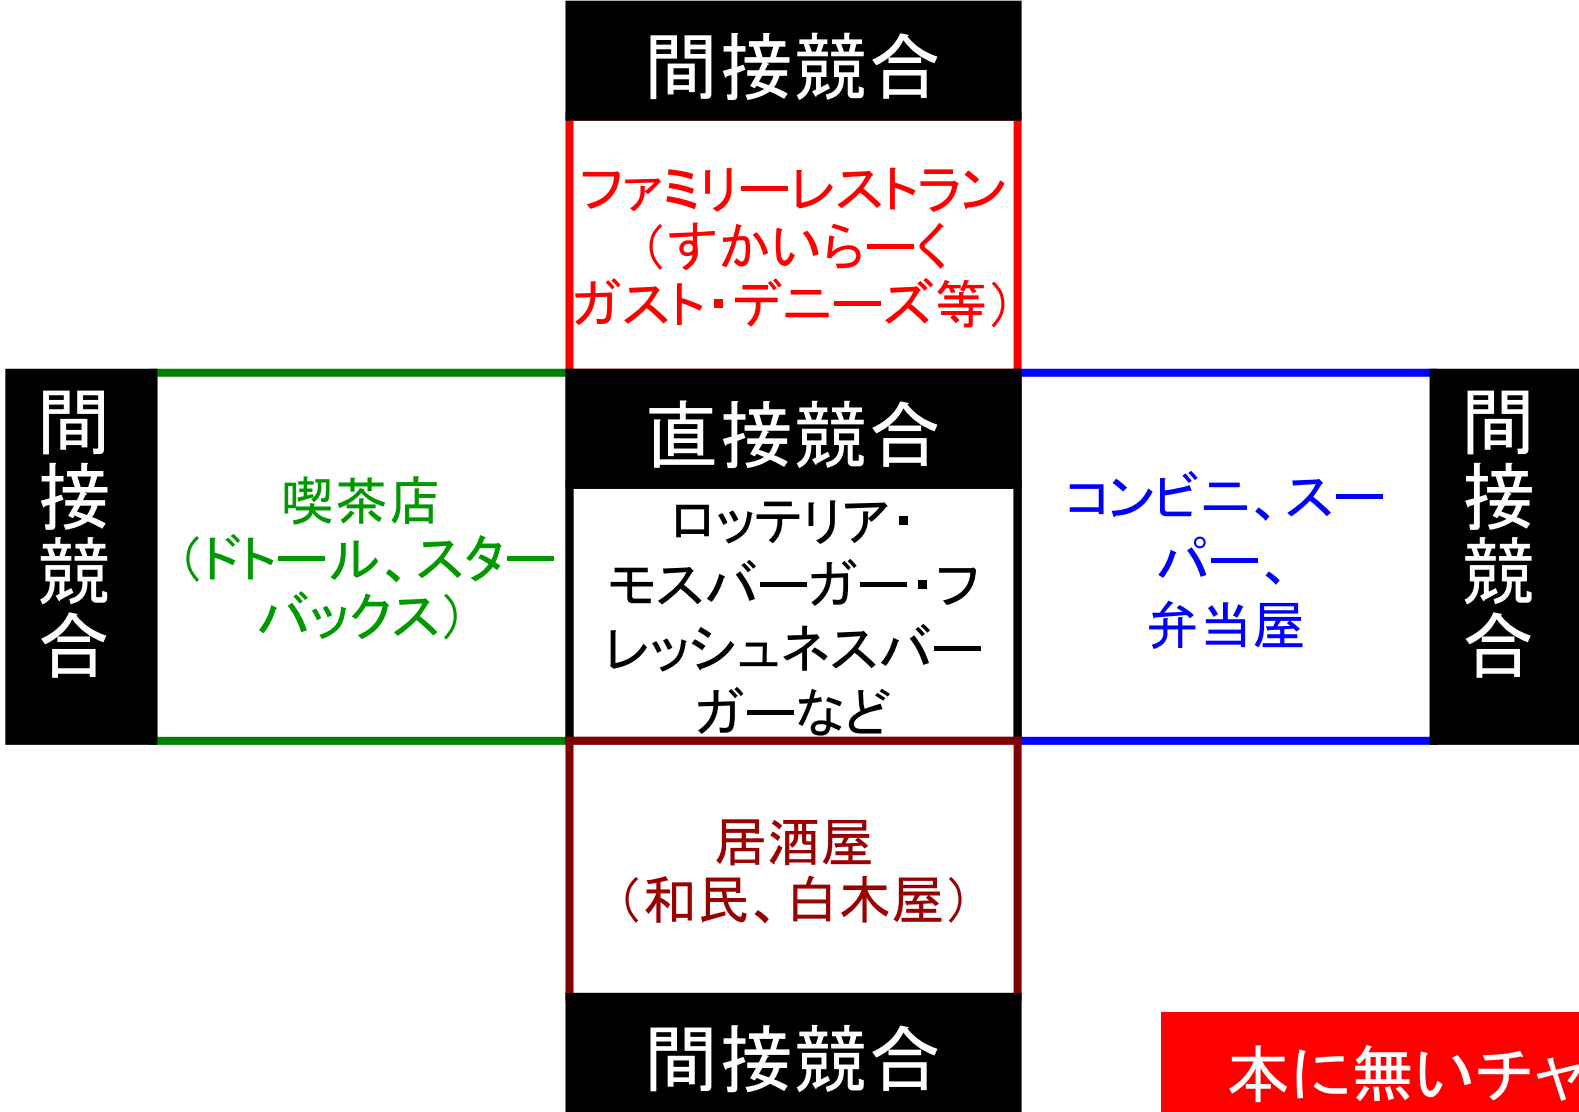 間接競合
ファミリーレストラン
（すかいらーく
ガスト・デニーズ等）
間接競合
喫茶店
（ドトール、スター
バックス）
直接競合
ロッテリア・
モスバーガー・フ
レッシュネスバー
ガーなど
コンビニ、スー
パー、
弁当屋
間接競合
居酒屋
（和民、白木屋）
間接競合
本に無いチャ